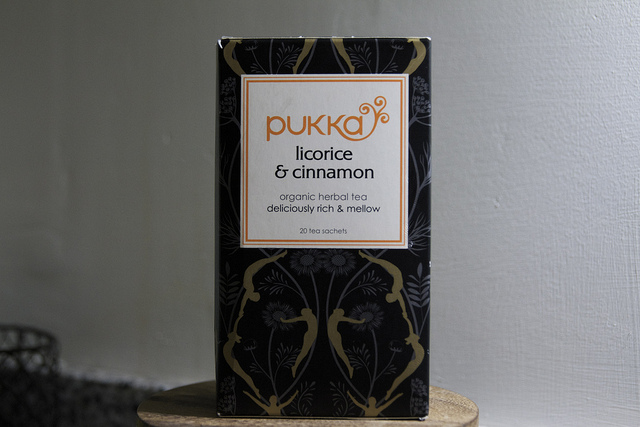 pukka
licorice
& cinnamon
organic herbal tea
deliciously rich & mellow
20 tea sachets